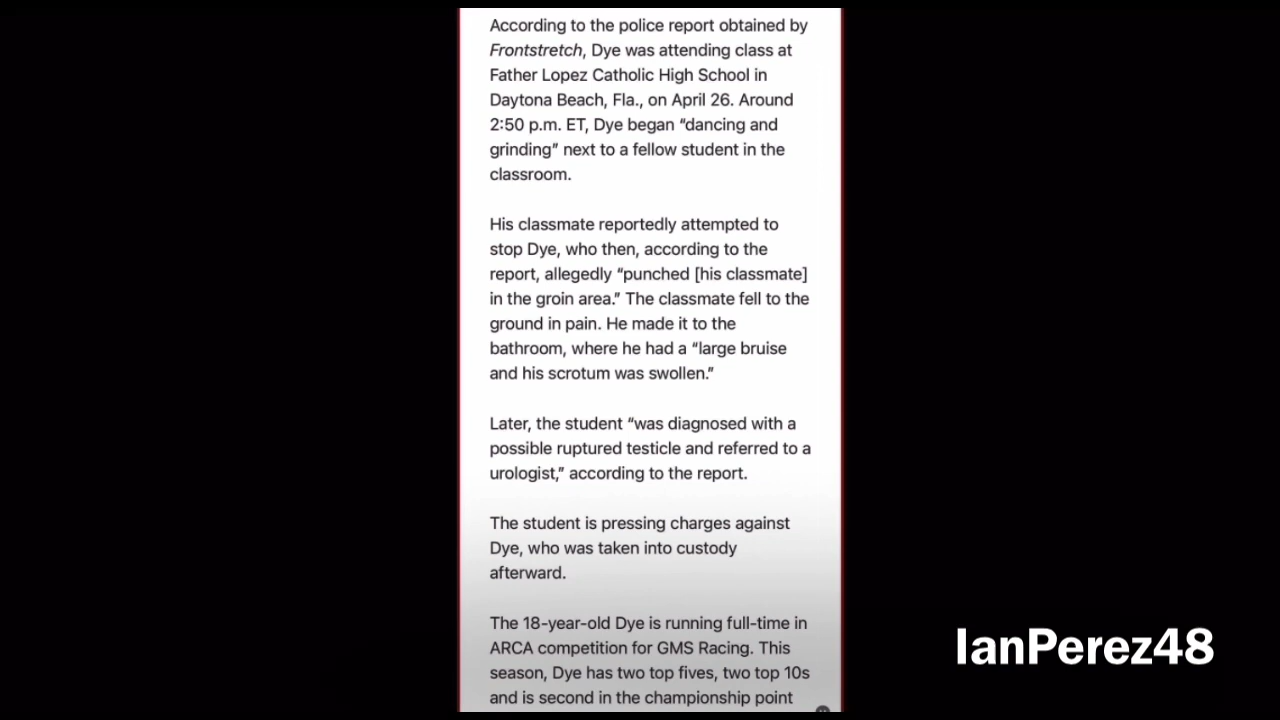 According to the police report obtained by
Frontstretch, Dye was attending class at
Father Lopez Catholic High School in
Daytona Beach, Fla., on April 26. Around
2:50 p.m. ET, Dye began “dancing and
grinding” next to a fellow student in the
classroom.
His classmate reportedly attempted to
stop Dye, who then, according to the
report, allegedly “punched [his classmate]
in the groin area.” The classmate fell to the
ground in pain. He made it to the
bathroom, where he had a “large bruise
and his scrotum was swollen.”
Later, the student “was diagnosed with a
possible ruptured testicle and referred to a
urologist,” according to the report.
The student is pressing charges against
Dye, who was taken into custody
afterward.
The 18-year-old Dye is running full-time in
ARCA competition for GMS Racing. This
season, Dye has two top fives, two top 10s
and is second in the championship point
IanPerez48